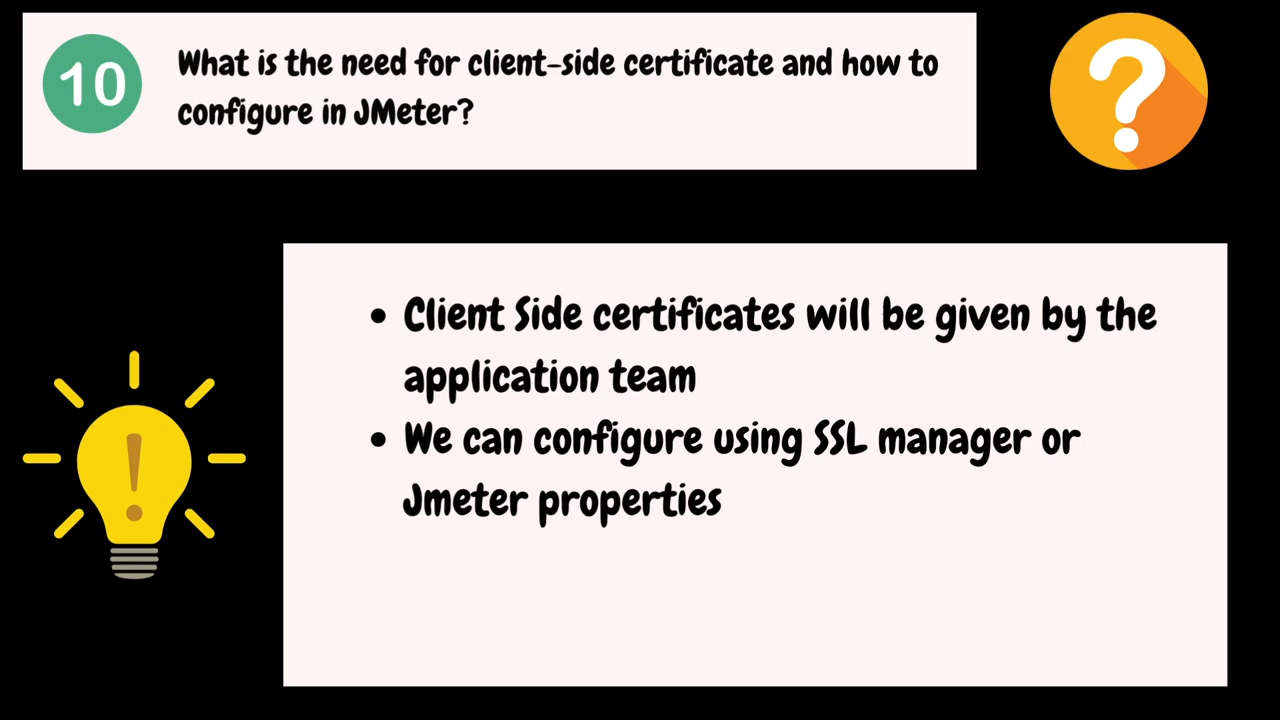 10
What is the need for client-side certificate and how to
configure in JMeter?
?
• Client Side certificates will be given by the
application team
• We can configure using SSL manager or
Jmeter properties
!